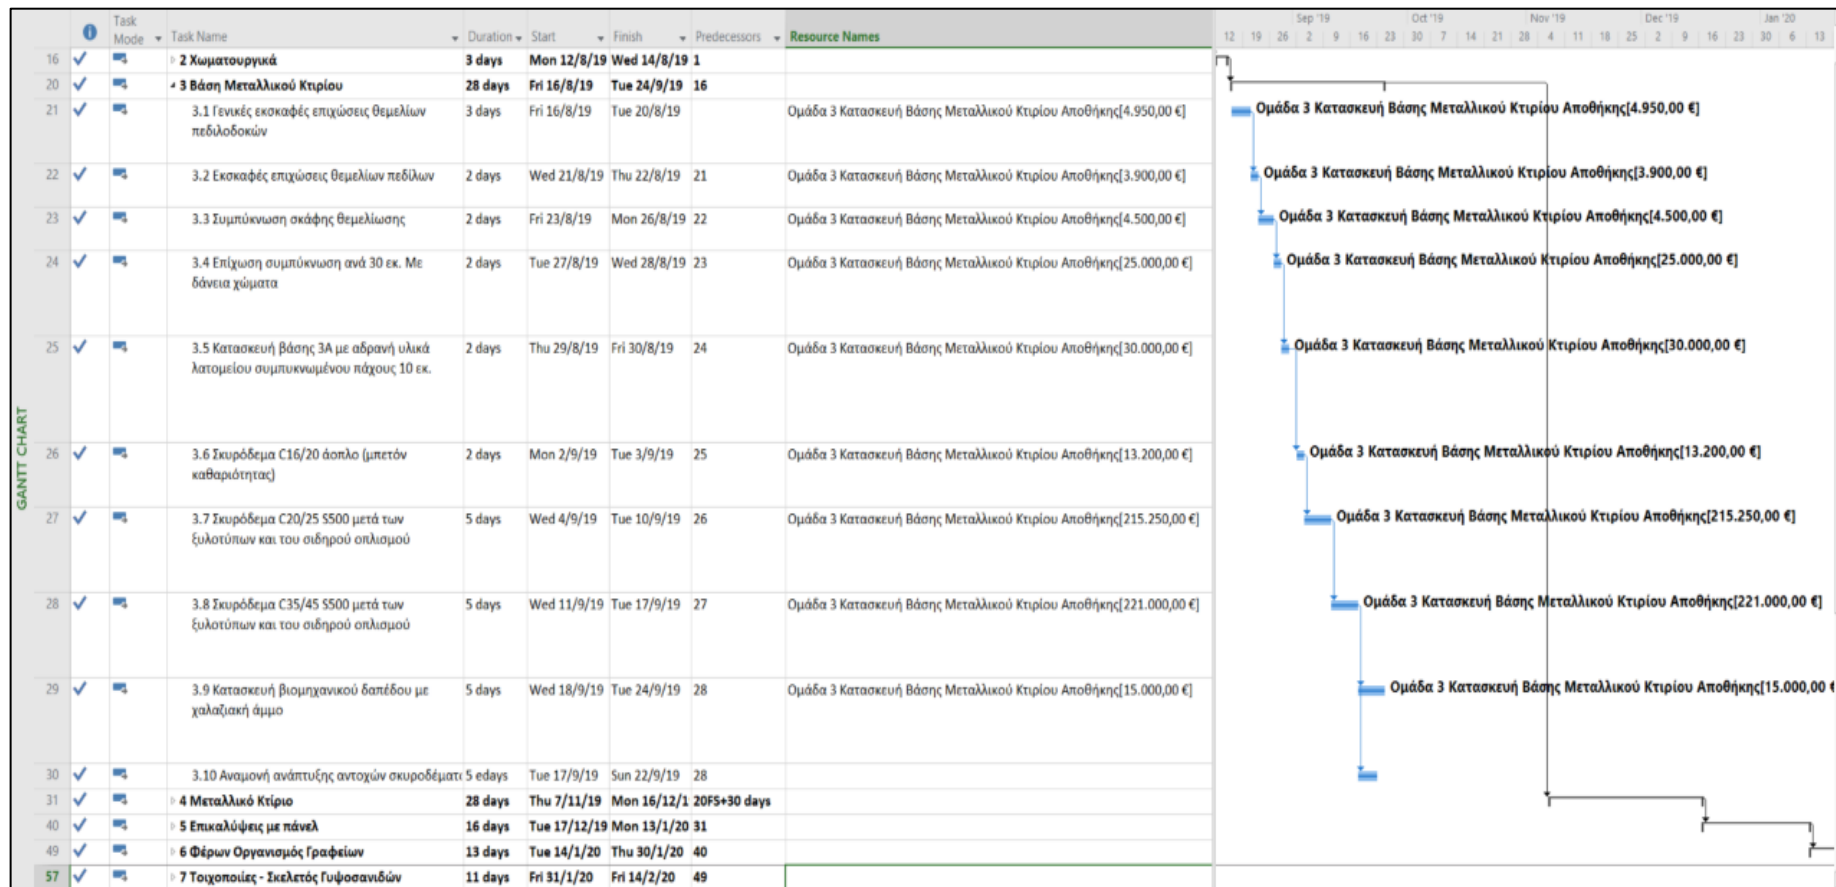 Task
Mode Task Name Duration Start Finish Predecessors Resource Names
Sep '19 Oct '19 Nov '19 Dec '19 Jan '20
12 19 26 2 9 16 23 30 7 14 21 28 4 11 18 25 2 9 16 23 30 6 13
GANTT CHART
16 2 Χωματουργικά 3 days Mon 12/8/19 Wed 14/8/19 1
20 3 Βάση Μεταλλικού Κτιρίου 28 days Fri 16/8/19 Tue 24/9/19 16
21 3.1 Γενικές εκσκαφές επιχώσεις θεμελίων 3 days Fri 16/8/19 Tue 20/8/19 Ομάδα 3 Κατασκευή Βάσης Μεταλλικού Κτιρίου Αποθήκης[4.950,00 €] Ομάδα 3 Κατασκευή Βάσης Μεταλλικού Κτιρίου Αποθήκης[4.950,00 €]
πεδιλοδοκών
22 3.2 Εκσκαφές επιχώσεις θεμελίων πεδίλων 2 days Wed 21/8/19 Thu 22/8/19 21 Ομάδα 3 Κατασκευή Βάσης Μεταλλικού Κτιρίου Αποθήκης[3.900,00 €] Ομάδα 3 Κατασκευή Βάσης Μεταλλικού Κτιρίου Αποθήκης[3.900,00 €]
23 3.3 Συμπύκνωση σκάφης θεμελίωσης 2 days Fri 23/8/19 Mon 26/8/19 22 Ομάδα 3 Κατασκευή Βάσης Μεταλλικού Κτιρίου Αποθήκης[4.500,00 €] Ομάδα 3 Κατασκευή Βάσης Μεταλλικού Κτιρίου Αποθήκης[4.500,00 €]
24 3.4 Επίχωση συμπύκνωση ανά 30 εκ. Με 2 days Tue 27/8/19 Wed 28/8/19 23 Ομάδα 3 Κατασκευή Βάσης Μεταλλικού Κτιρίου Αποθήκης[25.000,00 €] Ομάδα 3 Κατασκευή Βάσης Μεταλλικού Κτιρίου Αποθήκης[25.000,00 €]
δάνεια χώματα
25 3.5 Κατασκευή βάσης 3Α με αδρανή υλικά 2 days Thu 29/8/19 Fri 30/8/19 24 Ομάδα 3 Κατασκευή Βάσης Μεταλλικού Κτιρίου Αποθήκης[30.000,00 €] Ομάδα 3 Κατασκευή Βάσης Μεταλλικού Κτιρίου Αποθήκης[30.000,00 €]
λατομείου συμπυκνωμένου πάχους 10 εκ.
26 3.6 Σκυρόδεμα C16/20 άοπλο (μπετόν 2 days Mon 2/9/19 Tue 3/9/19 25 Ομάδα 3 Κατασκευή Βάσης Μεταλλικού Κτιρίου Αποθήκης[13.200,00 €] Ομάδα 3 Κατασκευή Βάσης Μεταλλικού Κτιρίου Αποθήκης[13.200,00 €]
καθαριότητας)
27 3.7 Σκυρόδεμα C20/25 S500 μετά των 5 days Wed 4/9/19 Tue 10/9/19 26 Ομάδα 3 Κατασκευή Βάσης Μεταλλικού Κτιρίου Αποθήκης[215.250,00 €] Ομάδα 3 Κατασκευή Βάσης Μεταλλικού Κτιρίου Αποθήκης[215.250,00 €]
ξυλοτύπων και του σιδηρού οπλισμού
28 3.8 Σκυρόδεμα C35/45 S500 μετά των 5 days Wed 11/9/19 Tue 17/9/19 27 Ομάδα 3 Κατασκευή Βάσης Μεταλλικού Κτιρίου Αποθήκης[221.000,00 €] Ομάδα 3 Κατασκευή Βάσης Μεταλλικού Κτιρίου Αποθήκης[221.000,00 €]
ξυλοτύπων και του σιδηρού οπλισμού
29 3.9 Κατασκευή βιομηχανικού δαπέδου με 5 days Wed 18/9/19 Tue 24/9/19 28 Ομάδα 3 Κατασκευή Βάσης Μεταλλικού Κτιρίου Αποθήκης[15.000,00 €] Ομάδα 3 Κατασκευή Βάσης Μεταλλικού Κτιρίου Αποθήκης[15.000,00 €
χαλαζιακή άμμο
30 3.10 Αναμονή ανάπτυξης αντοχών σκυροδέματ 5 edays Tue 17/9/19 Sun 22/9/19 28
31 4 Μεταλλικό Κτίριο 28 days Thu 7/11/19 Mon 16/12/1 20FS+30 days
40 5 Επικαλύψεις με πάνελ 16 days Tue 17/12/19 Mon 13/1/20 31
49 6 Φέρων Οργανισμός Γραφείων 13 days Tue 14/1/20 Thu 30/1/20 40
57 7 Τοιχοποιίες - Σκελετός Γυψοσανιδών 11 days Fri 31/1/20 Fri 14/2/20 49